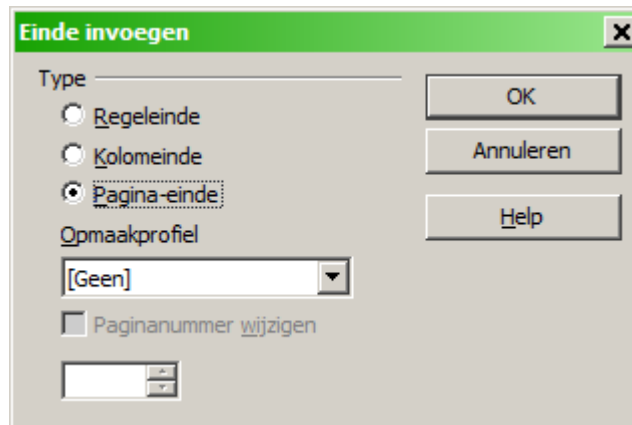 Einde invoegen
Type
OK
Regeleinde
Kolomeinde
Annuleren
Pagina-einde
Help
Opmaakprofiel
[Geen]
Paginanummer wijzigen